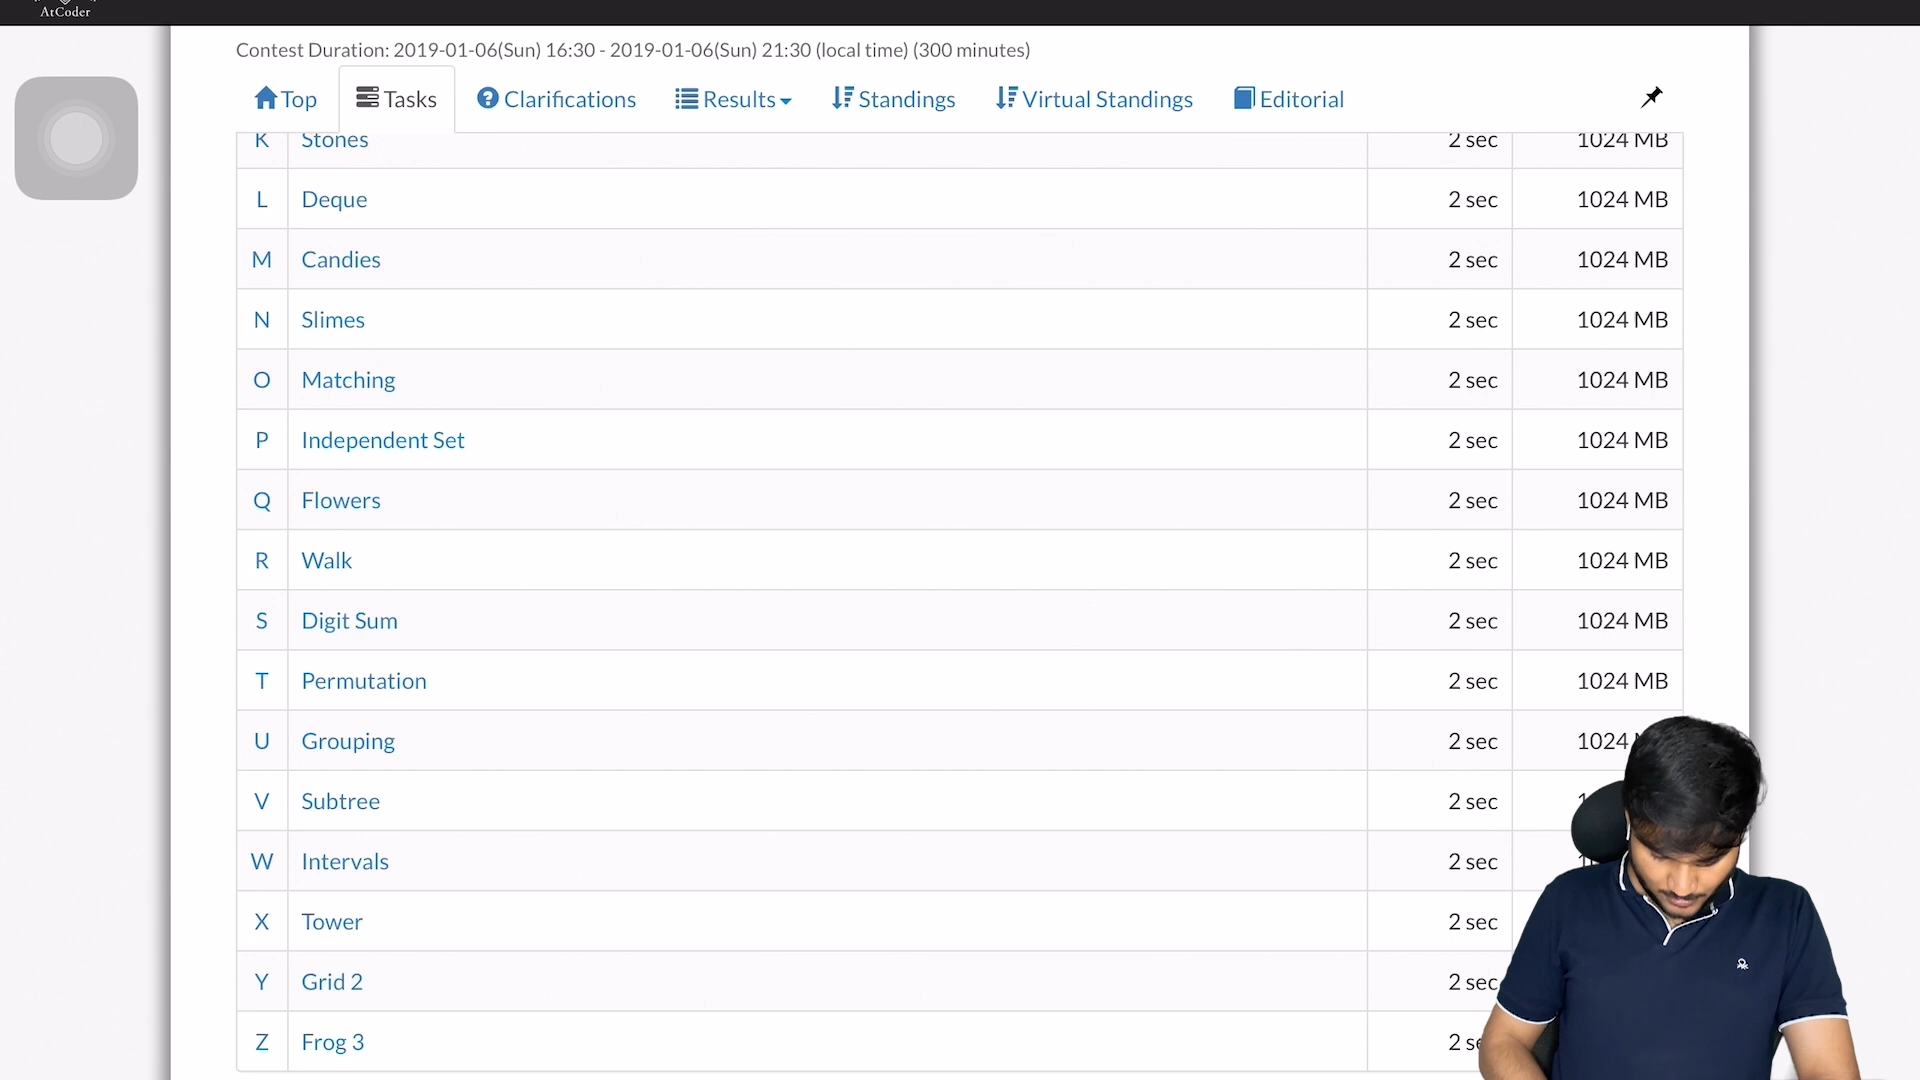 AtCoder
Contest Duration: 2019-01-06(Sun) 16:30 - 2019-01-06(Sun) 21:30 (local time) (300 minutes)
Top Tasks Clarifications Results Standings Virtual Standings Editorial
K Stones 2 sec 1024 MB
L Deque 2 sec 1024 MB
M Candies 2 sec 1024 MB
N Slimes 2 sec 1024 MB
O Matching 2 sec 1024 MB
P Independent Set 2 sec 1024 MB
Q Flowers 2 sec 1024 MB
R Walk 2 sec 1024 MB
S Digit Sum 2 sec 1024 MB
T Permutation 2 sec 1024 MB
U Grouping 2 sec 1024
V Subtree 2 sec
W Intervals 2 sec
X Tower 2 sec
Y Grid 2 2 sec
Z Frog 3 2